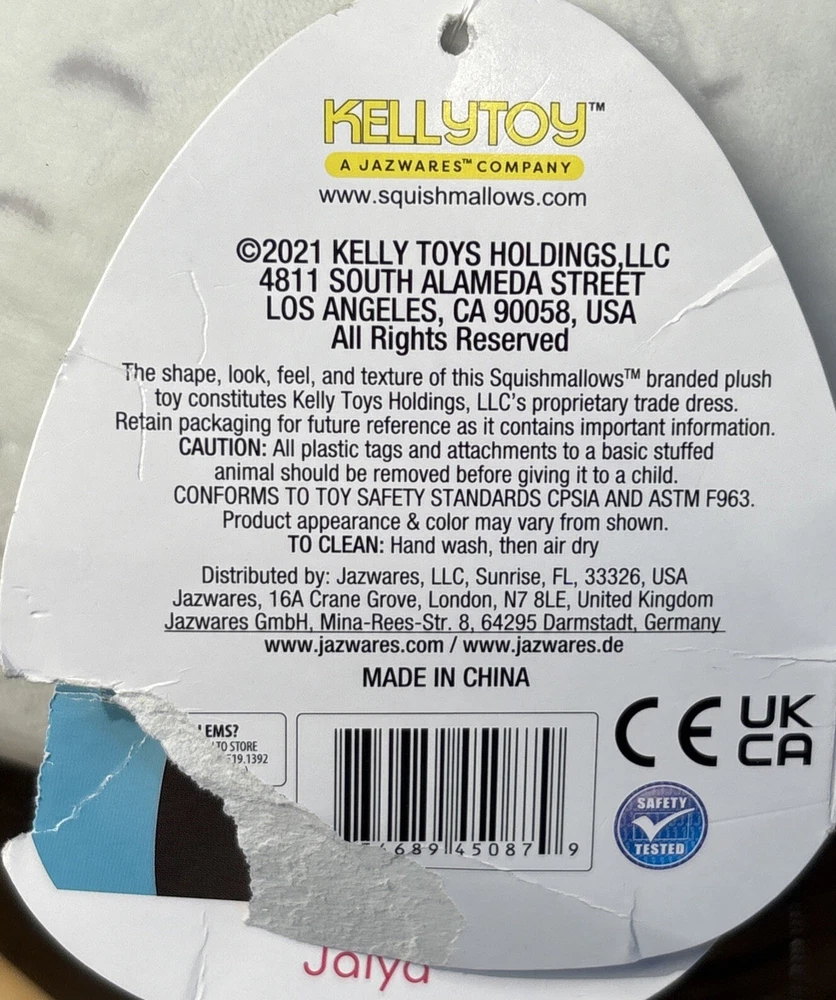 KELLYTOY™
A JAZWARES™ COMPANY
www.squishmallows.com
©2021 KELLY TOYS HOLDINGS,LLC
4811 SOUTH ALAMEDA STREET
LOS ANGELES, CA 90058, USA
All Rights Reserved
The shape, look, feel, and texture of this Squishmallows™ branded plush
toy constitutes Kelly Toys Holdings, LLC's proprietary trade dress.
Retain packaging for future reference as it contains important information.
CAUTION: All plastic tags and attachments to a basic stuffed
animal should be removed before giving it to a child.
CONFORMS TO TOY SAFETY STANDARDS CPSIA AND ASTM F963.
Product appearance & color may vary from shown.
TO CLEAN: Hand wash, then air dry
Distributed by: Jazwares, LLC, Sunrise, FL, 33326, USA
Jazwares, 16A Crane Grove, London, N7 8LE, United Kingdom
Jazwares GmbH, Mina-Rees-Str. 8, 64295 Darmstadt, Germany
www.jazwares.com / www.jazwares.de
MADE IN CHINA
EMS?
TO STORE
19.1392
CE UK
CA
689 45087 9
SAFETY
TESTED
Jaiya